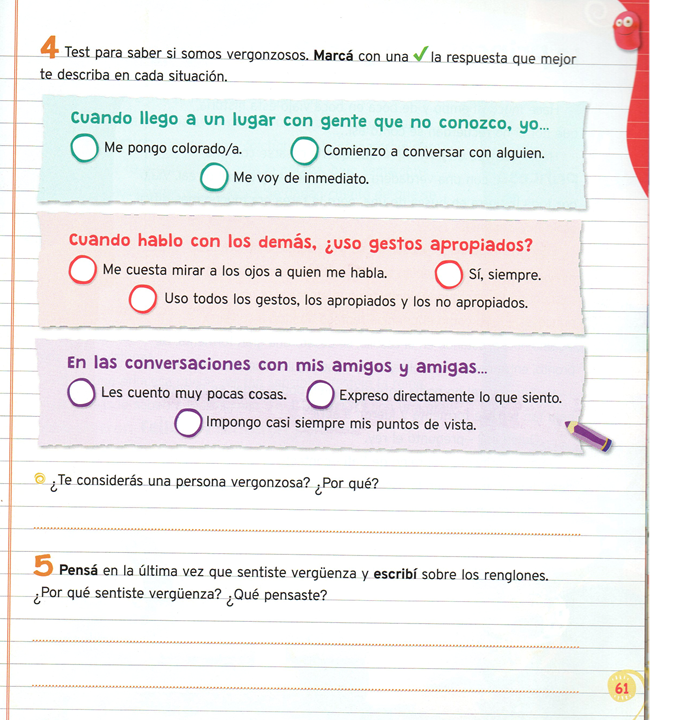 4 Test para saber si somos vergonzosos. Marcá con una ✓ la respuesta que mejor
te describa en cada situación.
Cuando llego a un lugar con gente que no conozco, yo...
Me pongo colorado/a. Comienzo a conversar con alguien.
Me voy de inmediato.
Cuando hablo con los demás, ¿uso gestos apropiados?
Me cuesta mirar a los ojos a quien me habla. Sí, siempre.
Uso todos los gestos, los apropiados y los no apropiados.
En las conversaciones con mis amigos y amigas...
Les cuento muy pocas cosas. Expreso directamente lo que siento.
Impongo casi siempre mis puntos de vista.
¿Te considerás una persona vergonzosa? ¿Por qué?
5 Pensá en la última vez que sentiste vergüenza y escribí sobre los renglones.
¿Por qué sentiste vergüenza? ¿Qué pensaste?
61